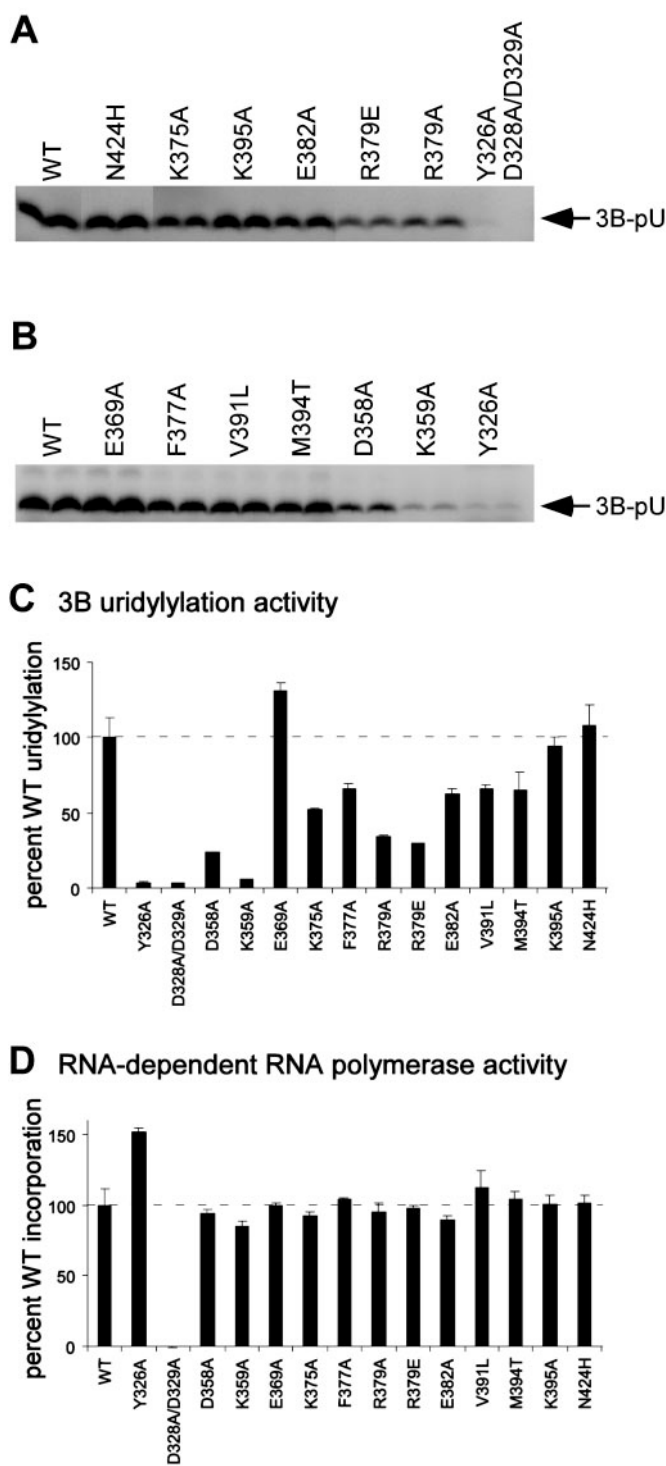 A
WT
N424H
K375A
K395A
E382A
R379E
R379A
Y326A
D328A/D329A
3B-pU
B
WT
E369A
F377A
V391L
M394T
D358A
K359A
Y326A
3B-pU
C 3B uridylylation activity
percent WT uridylylation
150
100
50
0
WT
Y326A
D328A/D329A
D358A
K359A
E369A
K375A
F377A
R379A
R379E
E382A
V391L
M394T
K395A
N424H
D RNA-dependent RNA polymerase activity
percent WT incorporation
150
100
50
0
WT
Y326A
D328A/D329A
D358A
K359A
E369A
K375A
F377A
R379A
R379E
E382A
V391L
M394T
K395A
N424H